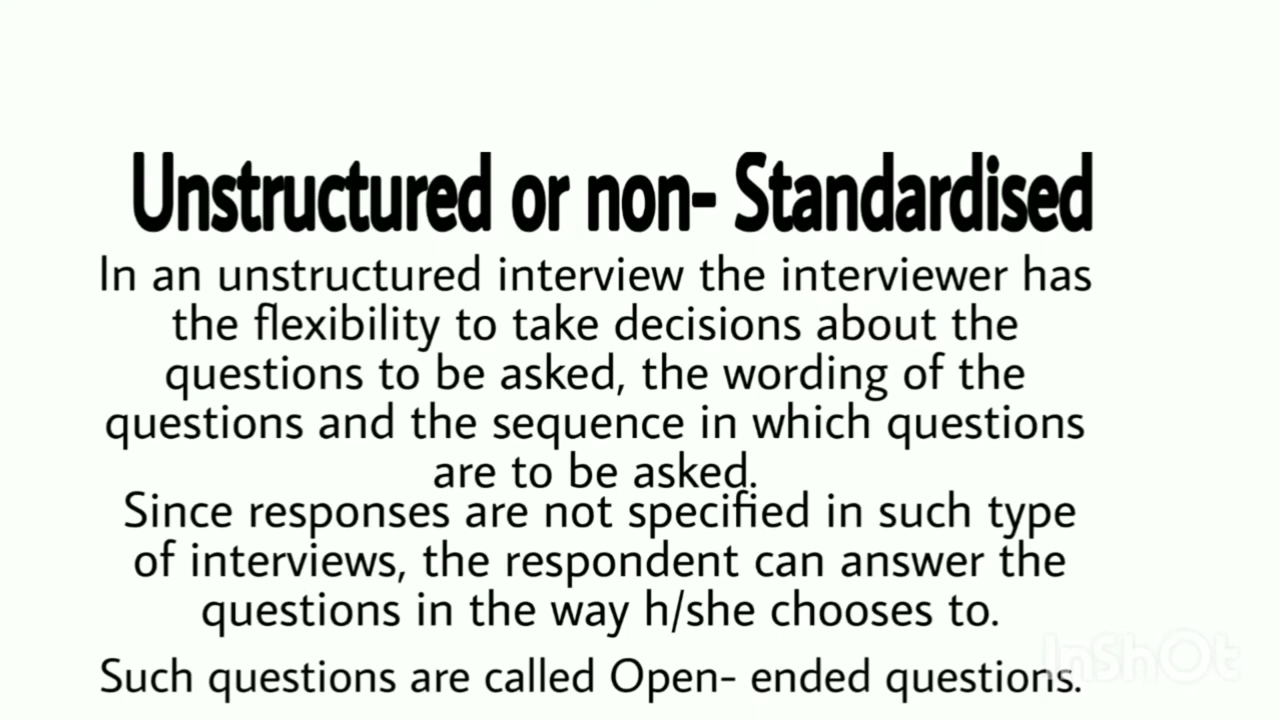 Unstructured or non- Standardised
In an unstructured interview the interviewer has
the flexibility to take decisions about the
questions to be asked, the wording of the
questions and the sequence in which questions
are to be asked.
Since responses are not specified in such type
of interviews, the respondent can answer the
questions in the way h/she chooses to.
Such questions are called Open- ended questions.
InShOt